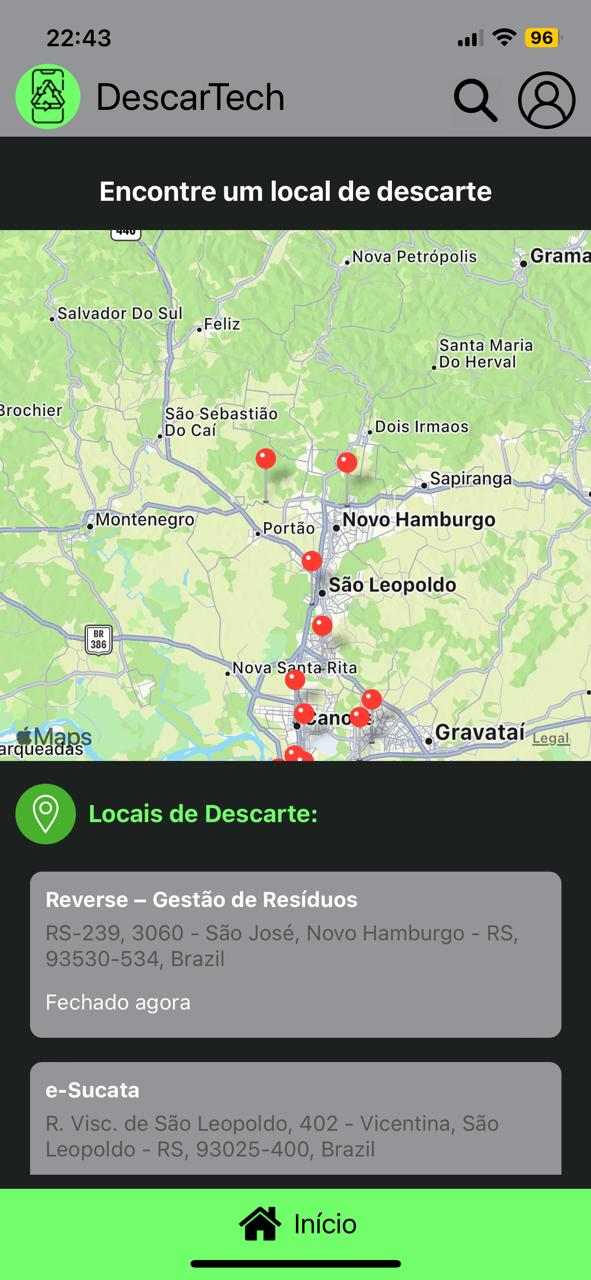 22:43
96
DescarTech
Encontre um local de descarte
446
Nova Petrópolis
Grama
Salvador Do Sul
Feliz
Santa Maria
Do Herval
Brochier
São Sebastião
Do Caí
Dois Irmaos
Sapiranga
Montenegro
Portão
Novo Hamburgo
São Leopoldo
BR
386
Nova Santa Rita
Canoe
Gravataí
Maps
Legal
arqueadas
Locais de Descarte:
Reverse – Gestão de Resíduos
RS-239, 3060 - São José, Novo Hamburgo - RS,
93530-534, Brazil
Fechado agora
e-Sucata
R. Visc. de São Leopoldo, 402 - Vicentina, São
Leopoldo - RS, 93025-400, Brazil
Início